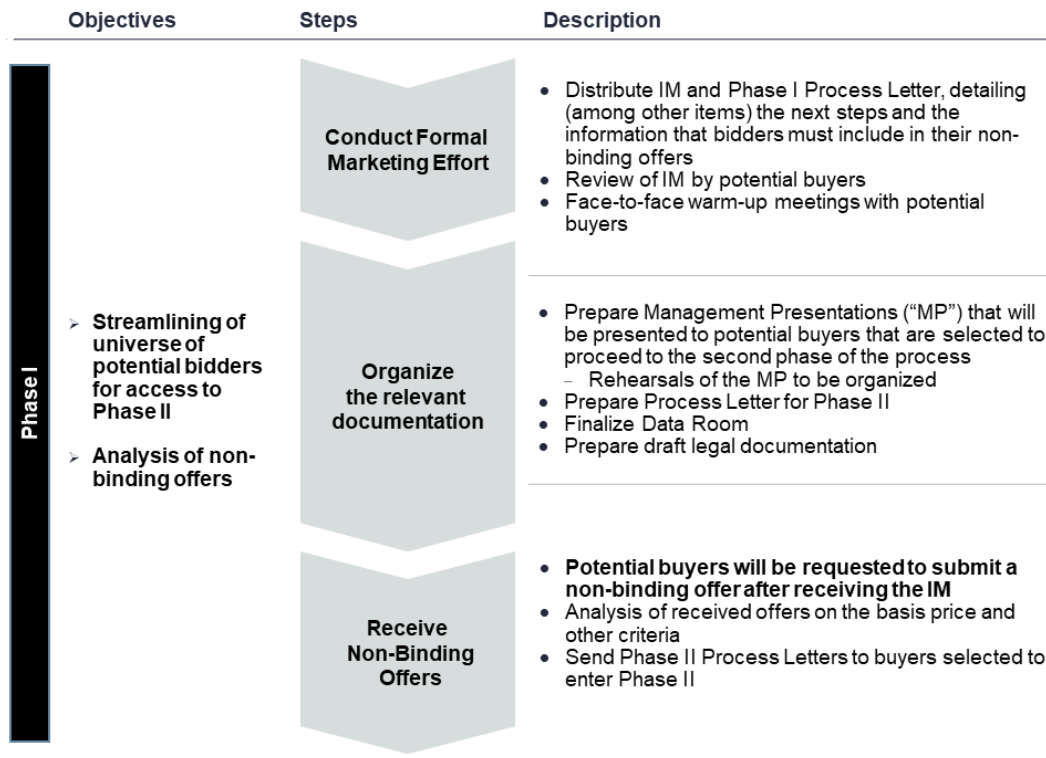 Objectives
Steps
Description
Phase I
➢ Streamlining of
universe of
potential bidders
for access to
Phase II
➢ Analysis of non-
binding offers
Conduct Formal
Marketing Effort
• Distribute IM and Phase I Process Letter, detailing
(among other items) the next steps and the
information that bidders must include in their non-
binding offers
• Review of IM by potential buyers
• Face-to-face warm-up meetings with potential
buyers
Organize
the relevant
documentation
• Prepare Management Presentations (“MP”) that will
be presented to potential buyers that are selected to
proceed to the second phase of the process
– Rehearsals of the MP to be organized
• Prepare Process Letter for Phase II
• Finalize Data Room
• Prepare draft legal documentation
Receive
Non-Binding
Offers
• Potential buyers will be requested to submit a
non-binding offer after receiving the IM
• Analysis of received offers on the basis price and
other criteria
• Send Phase II Process Letters to buyers selected to
enter Phase II